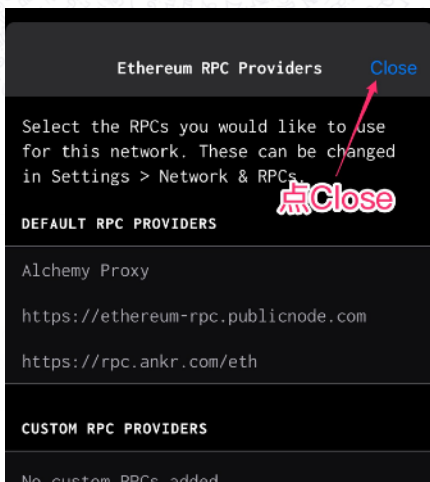 Ethereum RPC Providers Close
Select the RPCs you would like to use
for this network. These can be changed
in Settings > Network & RPCs.
点Close
DEFAULT RPC PROVIDERS
Alchemy Proxy
https://ethereum-rpc.publicnode.com
https://rpc.ankr.com/eth
CUSTOM RPC PROVIDERS
No custom RPCs added